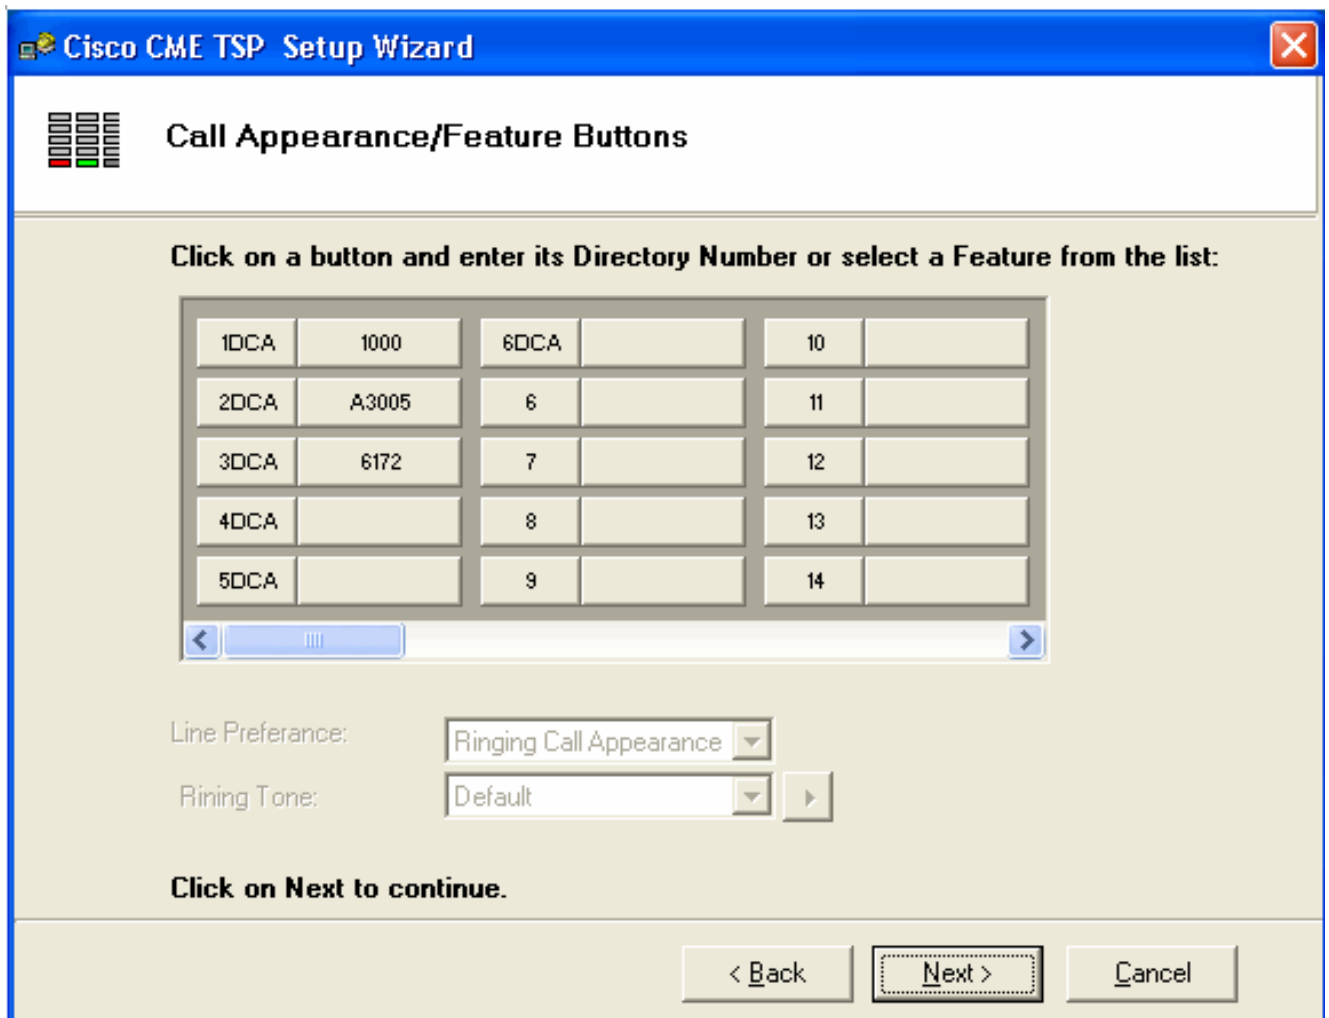 Cisco CME TSP Setup Wizard
Call Appearance/Feature Buttons
Click on a button and enter its Directory Number or select a Feature from the list:
1DCA 1000 6DCA 10
2DCA A3005 6 11
3DCA 6172 7 12
4DCA 8 13
5DCA 9 14
Line Preferance: Ringing Call Appearance
Rining Tone: Default
Click on Next to continue.
< Back Next > Cancel